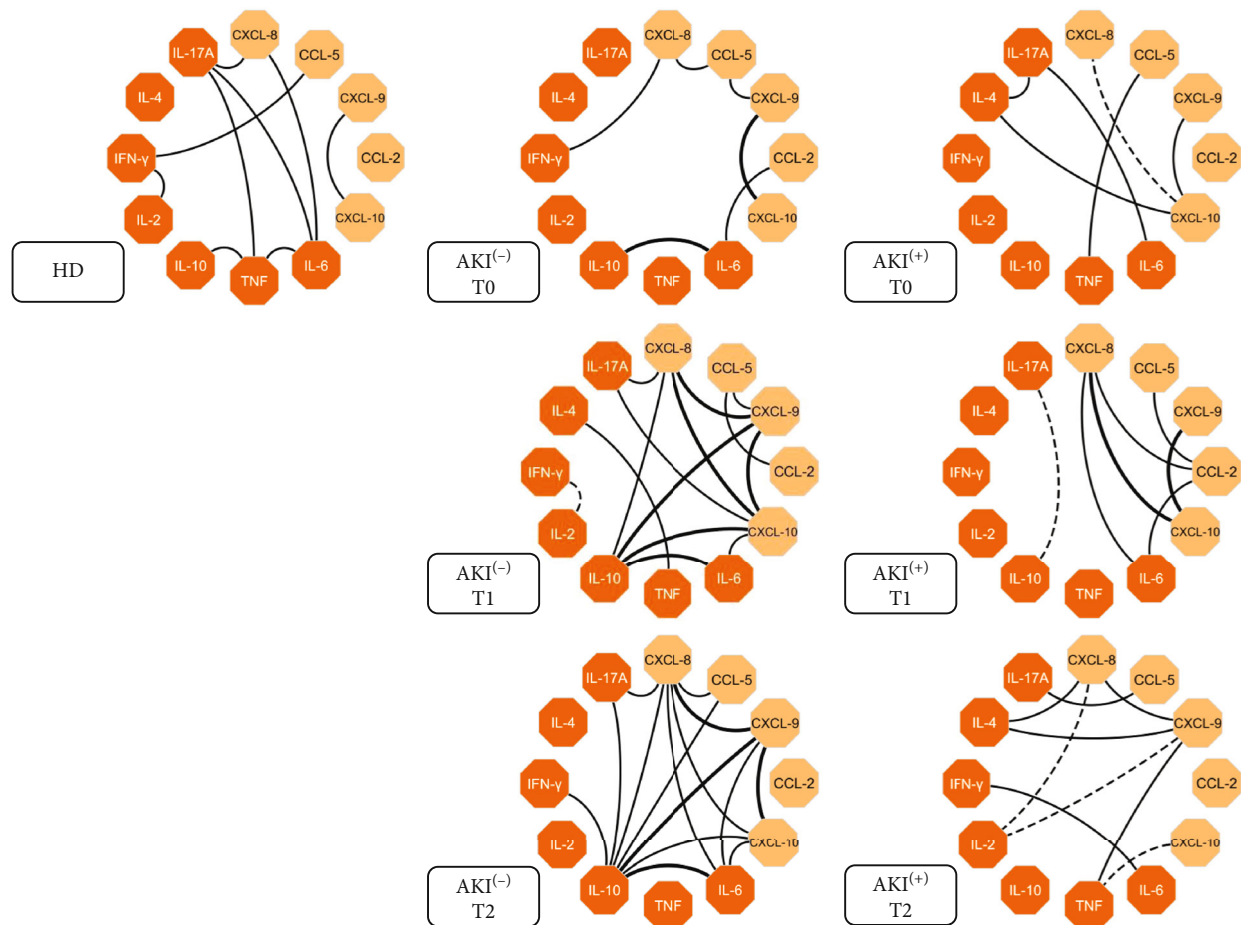 CXCL-8
IL-17A
CCL-5
IL-4
CXCL-9
IFN-γ
CCL-2
IL-2
CXCL-10
IL-10
TNF
IL-6
HD
CXCL-8
IL-17A
CCL-5
IL-4
CXCL-9
IFN-γ
CCL-2
IL-2
CXCL-10
IL-10
TNF
IL-6
AKI(–)
T0
CXCL-8
IL-17A
CCL-5
IL-4
CXCL-9
IFN-γ
CCL-2
IL-2
CXCL-10
IL-10
TNF
IL-6
AKI(+)
T0
CXCL-8
IL-17A
CCL-5
IL-4
CXCL-9
IFN-γ
CCL-2
IL-2
CXCL-10
IL-10
TNF
IL-6
AKI(–)
T1
CXCL-8
IL-17A
CCL-5
IL-4
CXCL-9
IFN-γ
CCL-2
IL-2
CXCL-10
IL-10
TNF
IL-6
AKI(+)
T1
CXCL-8
IL-17A
CCL-5
IL-4
CXCL-9
IFN-γ
CCL-2
IL-2
CXCL-10
IL-10
TNF
IL-6
AKI(–)
T2
CXCL-8
IL-17A
CCL-5
IL-4
CXCL-9
IFN-γ
CCL-2
IL-2
CXCL-10
IL-10
TNF
IL-6
AKI(+)
T2